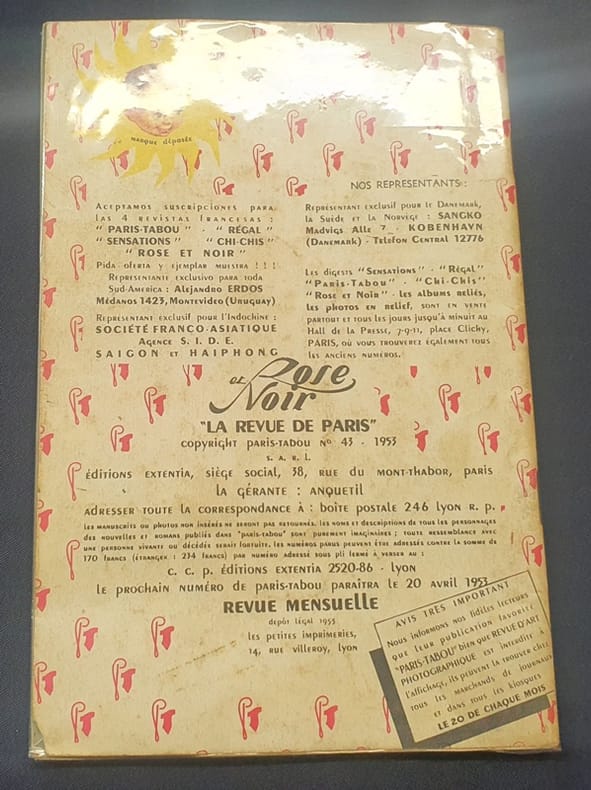 marque déposée
Nos Representants :
Aceptamos suscripciones para
las 4 revistas francesas :
" PARIS-TABOU " · " RÉGAL "
" SENSATIONS " " CHI-CHIS "
" ROSE ET NOIR "
Pida oferta y ejemplar muestra ! ! !
Representante exclusivo para toda
Sud-America : Alejandro ERDOS
Médanos 1423, Montevideo (Uruguay)
Représentant exclusif pour l'Indochine :
SOCIÉTÉ FRANCO-ASIATIQUE
Agence S. I. D. E.
SAIGON et HAIPHONG
Représentant exclusif pour le Danemark,
la Suède et la Norvège : SANGKO
Madvigs Alle 7 · KOBENHAVN
(Danemark) · Telefon Central 12776
Les digests " Sensations " · " Régal "
" Paris-Tabou " · " Chi-Chis "
" Rose et Noir " · les albums reliés,
les photos en relief, sont en vente
partout et tous les jours jusqu'à minuit au
Hall de la Presse, 7-9-11, place Clichy,
PARIS, où vous trouverez également tous
les anciens numéros.
Rose
et Noir
"LA REVUE DE PARIS"
copyright paris-tabou No 43 - 1953
s. a. r. l.
éditions extentia, siège social, 38, rue du mont-thabor, paris
la gérante : anquetil
adresser toute la correspondance à : boîte postale 246 lyon r. p.
les manuscrits ou photos non insérés ne seront pas retournés. les noms et descriptions de tous les personnages
des nouvelles et romans publiés dans "paris-tabou" sont purement imaginaires ; toute ressemblance avec
une personne vivante ou décédée serait fortuite. les numéros parus peuvent être adressés contre la somme de
170 francs (étranger : 214 francs) par numéro adressé sous pli fermé à verser au :
c. c. p. éditions extentia 2520-86 · lyon
le prochain numéro de paris-tabou paraîtra le 20 avril 1953
REVUE MENSUELLE
dépôt légal 1953
les petites imprimeries,
14, rue villeroy, lyon
AVIS TRÈS IMPORTANT
Nous informons nos fidèles lecteurs
que leur publication favorite
"PARIS-TABOU" bien que REVUE D'ART
PHOTOGRAPHIQUE est interdite à
l'affichage, ils peuvent la trouver chez
tous les marchands de journaux
et dans tous les kiosques
LE 20 DE CHAQUE MOIS